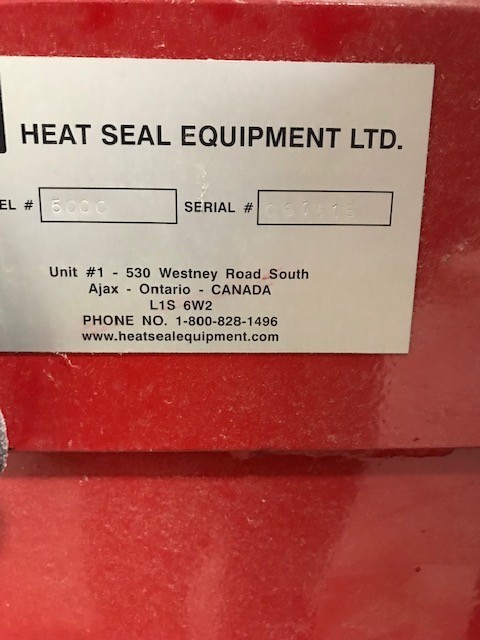 HEAT SEAL EQUIPMENT LTD.
EL # 5000 SERIAL #
Unit #1 - 530 Westney Road South
Ajax - Ontario - CANADA
L1S 6W2
PHONE NO. 1-800-828-1496
www.heatsealequipment.com